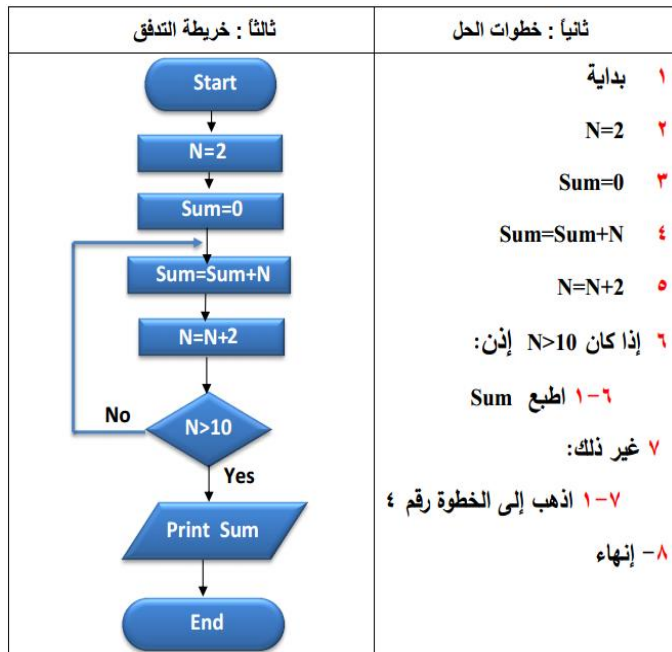 ثانياً : خطوات الحل
١ بداية
٢ N=2
٣ Sum=0
٤ Sum=Sum+N
٥ N=N+2
٦ إذا كان N>10 إذن:
٦-١ اطبع Sum
٧ غير ذلك:
٧-١ اذهب إلى الخطوة رقم ٤
٨- إنهاء
ثالثاً : خريطة التدفق
Start
N=2
Sum=0
Sum=Sum+N
N=N+2
No
N>10
Yes
Print Sum
End